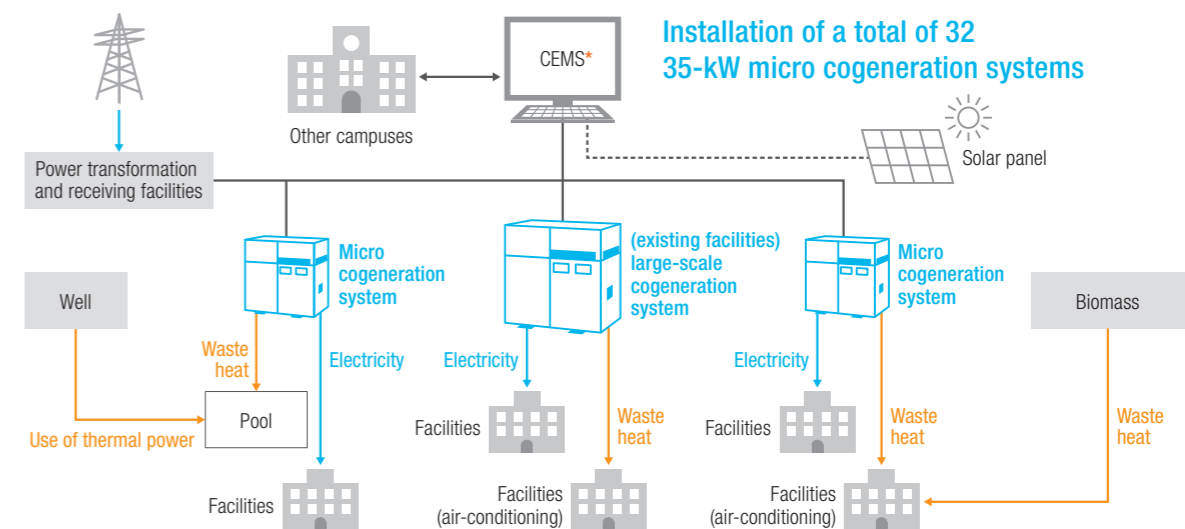 Installation of a total of 32
35-kW micro cogeneration systems
CEMS*
Other campuses
Solar panel
Power transformation
and receiving facilities
Micro
cogeneration
system
(existing facilities)
large-scale
cogeneration
system
Micro
cogeneration
system
Well
Biomass
Waste
heat
Electricity
Electricity
Electricity
Pool
Use of thermal power
Facilities
Waste
heat
Facilities
Waste
heat
Waste
heat
Facilities
Facilities
(air-conditioning)
Facilities
(air-conditioning)